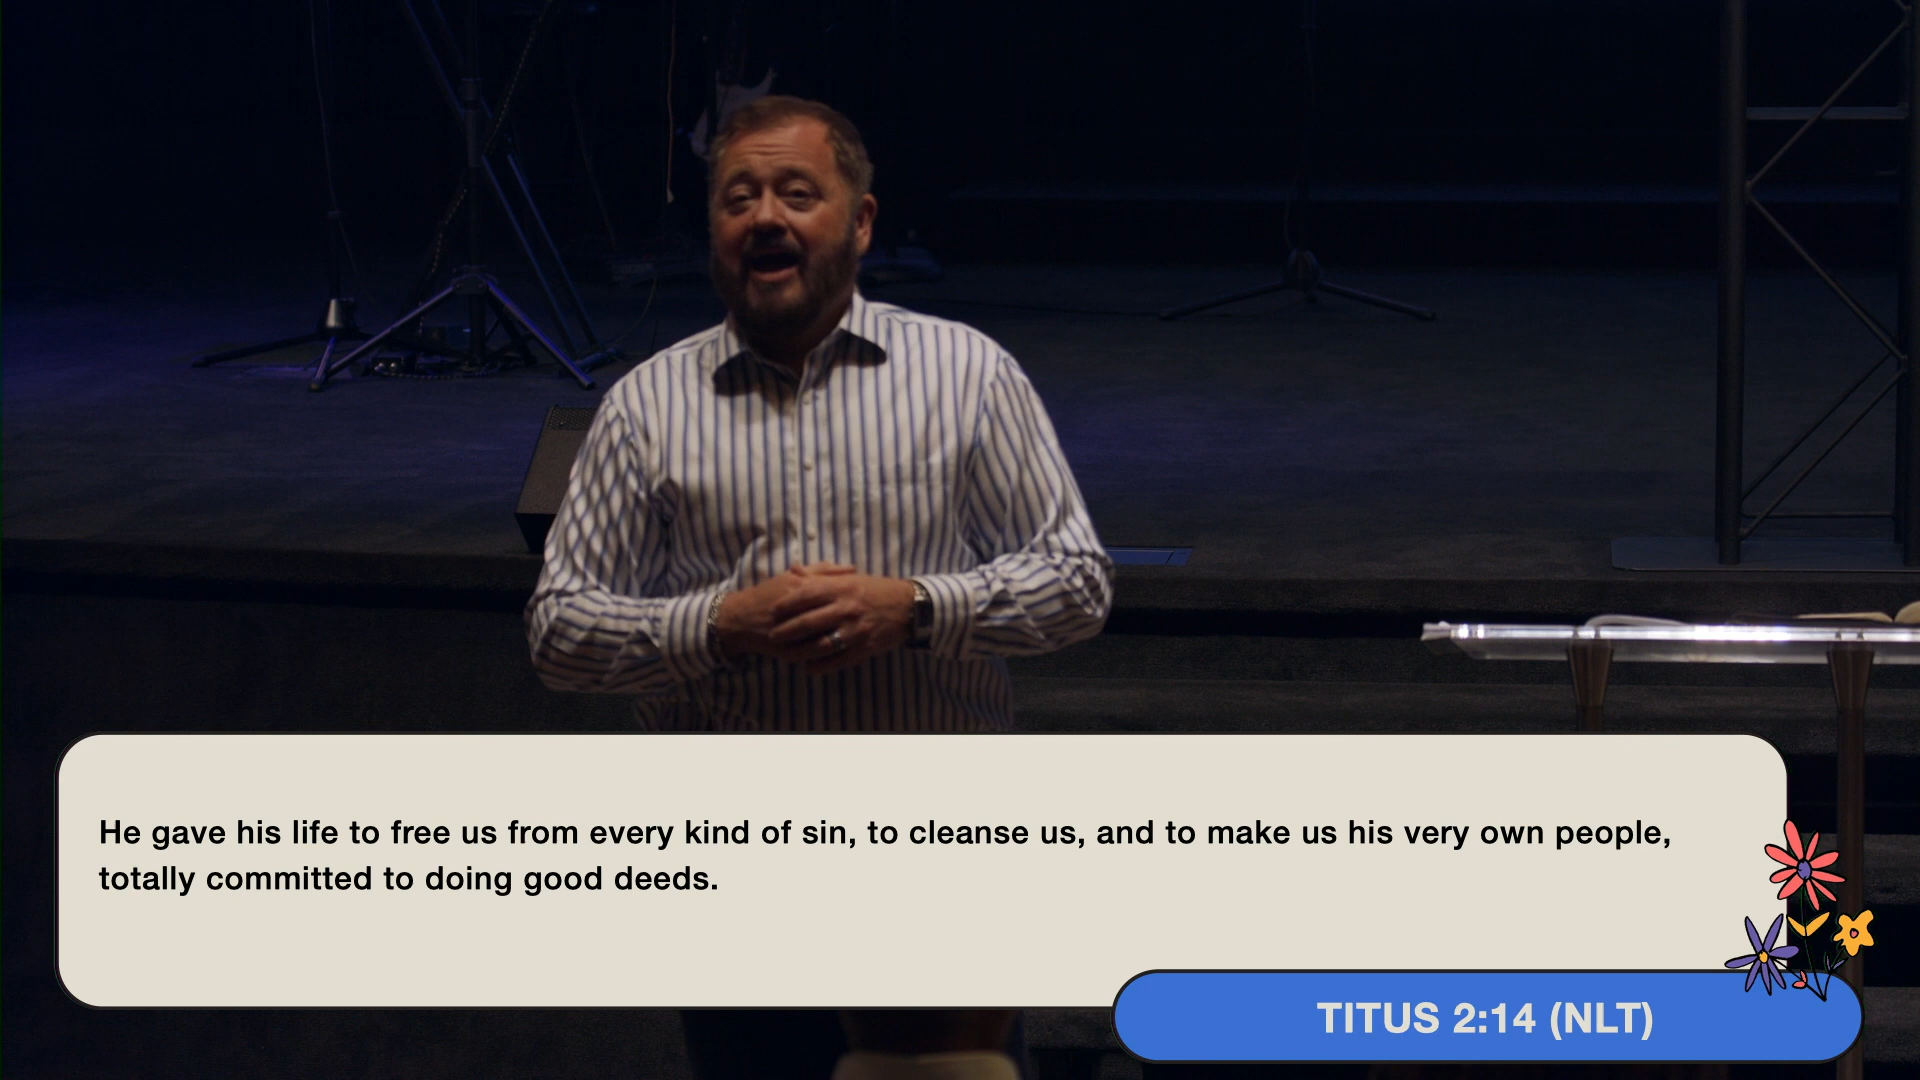 He gave his life to free us from every kind of sin, to cleanse us, and to make us his very own people,
totally committed to doing good deeds.
TITUS 2:14 (NLT)